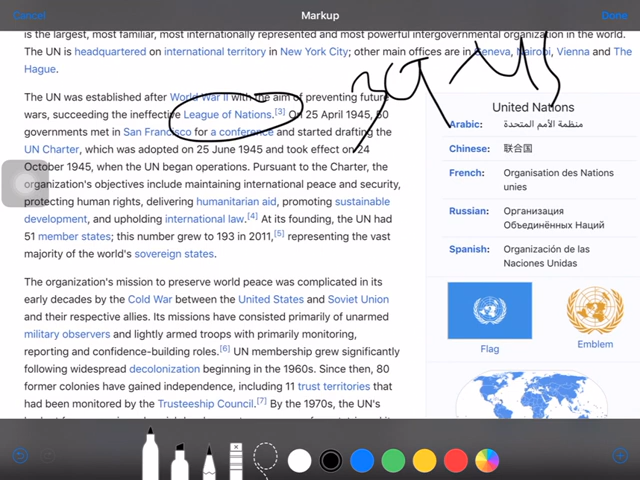 Cancel
Markup
Done
is the largest, most familiar, most internationally represented and most powerful intergovernmental organization in the world.
The UN is headquartered on international territory in New York City; other main offices are in Geneva, Nairobi, Vienna and The
Hague.
The UN was established after World War II with the aim of preventing future
wars, succeeding the ineffective League of Nations.[3] On 25 April 1945, 50
governments met in San Francisco for a conference and started drafting the
UN Charter, which was adopted on 25 June 1945 and took effect on 24
October 1945, when the UN began operations. Pursuant to the Charter, the
organization's objectives include maintaining international peace and security,
protecting human rights, delivering humanitarian aid, promoting sustainable
development, and upholding international law.[4] At its founding, the UN had
51 member states; this number grew to 193 in 2011,[5] representing the vast
majority of the world's sovereign states.
The organization's mission to preserve world peace was complicated in its
early decades by the Cold War between the United States and Soviet Union
and their respective allies. Its missions have consisted primarily of unarmed
military observers and lightly armed troops with primarily monitoring,
reporting and confidence-building roles.[6] UN membership grew significantly
following widespread decolonization beginning in the 1960s. Since then, 80
former colonies have gained independence, including 11 trust territories
that had been monitored by the Trusteeship Council.[7] By the 1970s, the UN's
United Nations
Arabic: منظمة الأمم المتحدة
Chinese: 联合国
French: Organisation des Nations
unies
Russian: Организация
Объединённых Наций
Spanish: Organización de las
Naciones Unidas
Flag
Emblem